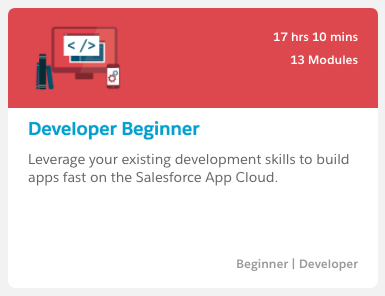 </>
17 hrs 10 mins
13 Modules
Developer Beginner
Leverage your existing development skills to build
apps fast on the Salesforce App Cloud.
Beginner | Developer